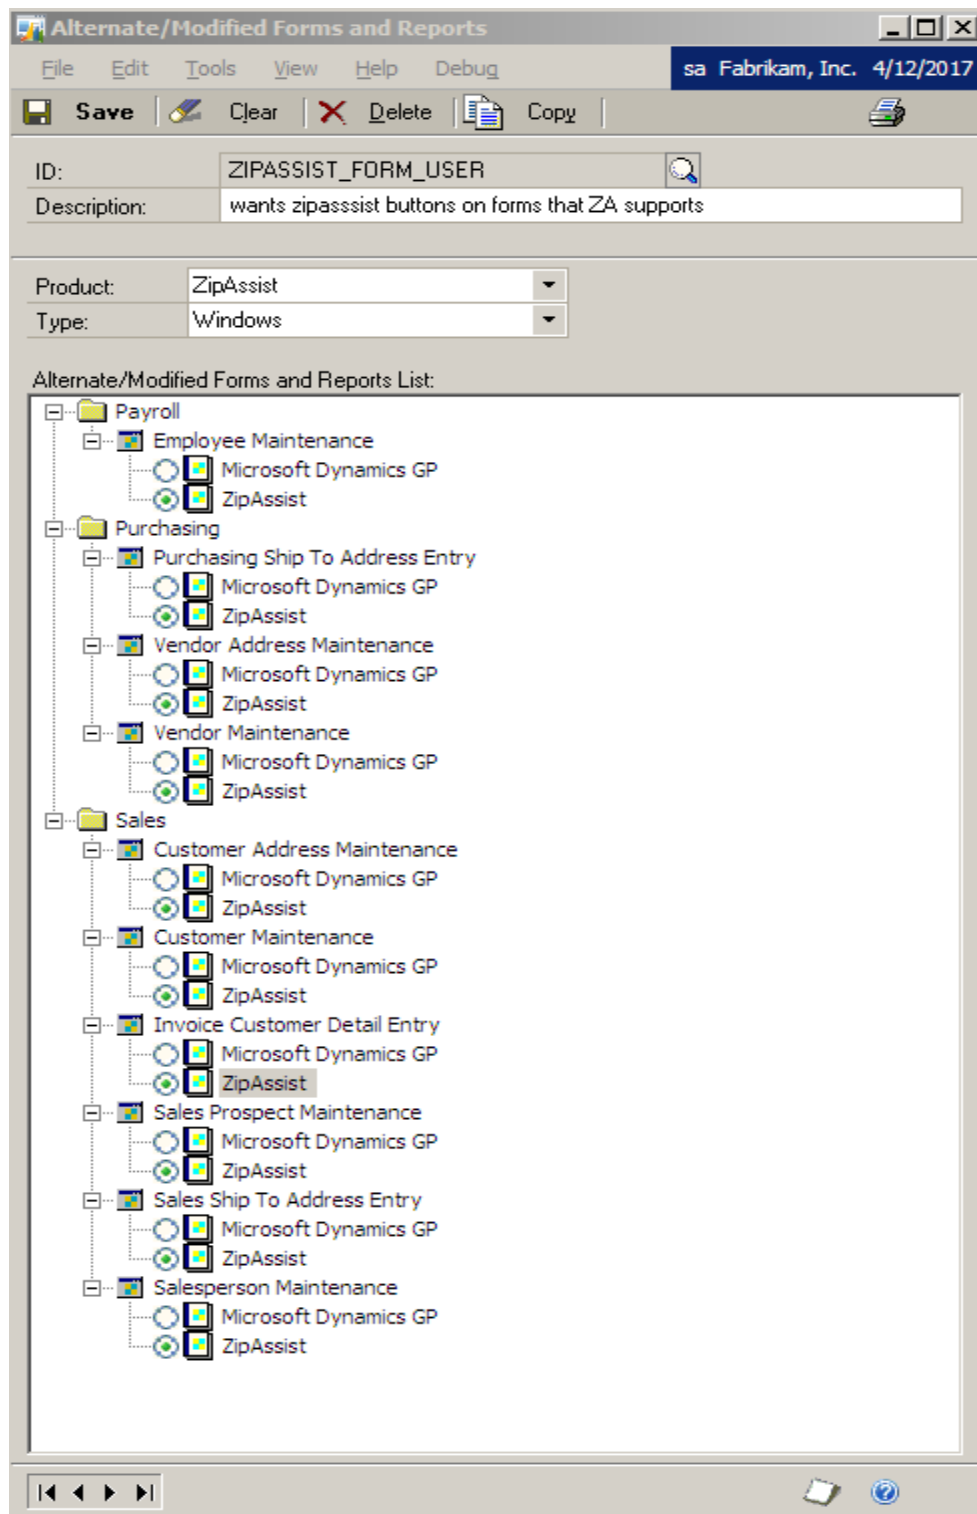 Alternate/Modified Forms and Reports
File Edit Tools View Help Debug sa Fabrikam, Inc. 4/12/2017
Save Clear Delete Copy
ID: ZIPASSIST_FORM_USER
Description: wants zipasssist buttons on forms that ZA supports
Product: ZipAssist
Type: Windows
Alternate/Modified Forms and Reports List:
Payroll
Employee Maintenance
Microsoft Dynamics GP
ZipAssist
Purchasing
Purchasing Ship To Address Entry
Microsoft Dynamics GP
ZipAssist
Vendor Address Maintenance
Microsoft Dynamics GP
ZipAssist
Vendor Maintenance
Microsoft Dynamics GP
ZipAssist
Sales
Customer Address Maintenance
Microsoft Dynamics GP
ZipAssist
Customer Maintenance
Microsoft Dynamics GP
ZipAssist
Invoice Customer Detail Entry
Microsoft Dynamics GP
ZipAssist
Sales Prospect Maintenance
Microsoft Dynamics GP
ZipAssist
Sales Ship To Address Entry
Microsoft Dynamics GP
ZipAssist
Salesperson Maintenance
Microsoft Dynamics GP
ZipAssist